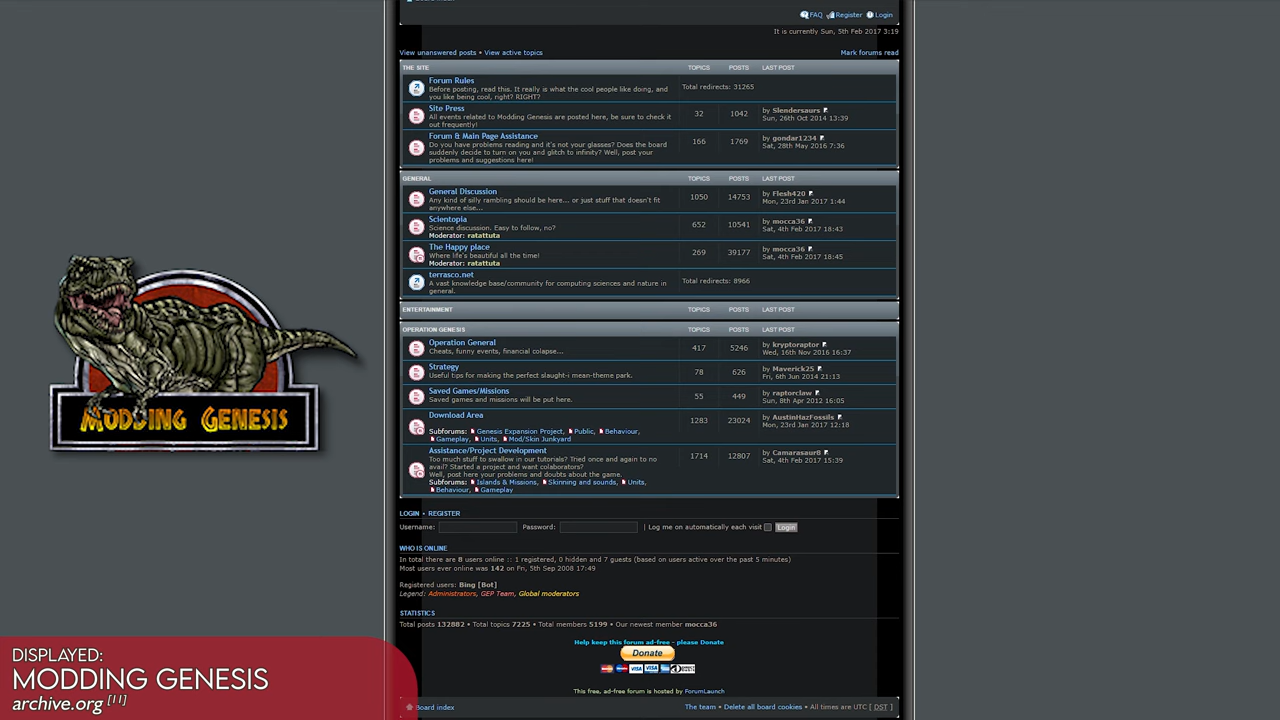 FAQ Register Login
It is currently Sun, 5th Feb 2017 3:19
View unanswered posts • View active topics Mark forums read
THE SITE TOPICS POSTS LAST POST
Forum Rules
Before posting, read this. It really is what the cool people like doing, and
you like being cool, right? RIGHT?
Total redirects: 31265
Site Press
All events related to Modding Genesis are posted here, be sure to check it
out frequently!
32 1042 by Slendersaurs
Sun, 26th Oct 2014 13:39
Forum & Main Page Assistance
Do you have problems reading and it's not your glasses? Does the board
suddenly decide to turn on you and glitch to infinity? Well, post your
problems and suggestions here!
166 1769 by gondar1234
Sat, 28th May 2016 7:36
GENERAL TOPICS POSTS LAST POST
General Discussion
Any kind of silly rambling should be here... or just stuff that doesn't fit
anywhere else...
1050 14753 by Flesh420
Mon, 23rd Jan 2017 1:44
Scientopia
Science discussion. Easy to follow, no?
Moderator: ratattuta
652 10541 by mocca36
Sat, 4th Feb 2017 18:43
The Happy place
Where life's beautiful all the time!
Moderator: ratattuta
269 39177 by mocca36
Sat, 4th Feb 2017 18:45
terrasco.net
A vast knowledge base/community for computing sciences and nature in
general.
Total redirects: 8966
ENTERTAINMENT TOPICS POSTS LAST POST
OPERATION GENESIS TOPICS POSTS LAST POST
Operation General
Cheats, funny events, financial colapse...
417 5246 by kryptoraptor
Wed, 16th Nov 2016 16:37
Strategy
Useful tips for making the perfect slaught-i mean-theme park.
78 626 by Maverick25
Fri, 6th Jun 2014 21:13
Saved Games/Missions
Saved games and missions will be put here.
55 449 by raptorclaw
Sun, 8th Apr 2012 16:05
Download Area
Subforums: Genesis Expansion Project, Public, Behaviour,
Gameplay, Units, Mod/Skin Junkyard
1283 23024 by AustinHazFossils
Mon, 23rd Jan 2017 12:18
Assistance/Project Development
Too much stuff to swallow in our tutorials? Tried once and again to no
avail? Started a project and want colaborators?
Well, post here your problems and doubts about the game.
Subforums: Islands & Missions, Skinning and sounds, Units,
Behaviour, Gameplay
1714 12807 by Camarasaur8
Sat, 4th Feb 2017 15:39
LOGIN • REGISTER
Username: Password: | Log me on automatically each visit Login
WHO IS ONLINE
In total there are 8 users online :: 1 registered, 0 hidden and 7 guests (based on users active over the past 5 minutes)
Most users ever online was 142 on Fri, 5th Sep 2008 17:49
Registered users: Bing [Bot]
Legend: Administrators, GEP Team, Global moderators
STATISTICS
Total posts 132882 • Total topics 7225 • Total members 5199 • Our newest member mocca36
Help keep this forum ad-free - please Donate
Donate
VISA VISA
This free, ad-free forum is hosted by ForumLaunch
Board index The team • Delete all board cookies • All times are UTC [ DST ]
MODDING GENESIS
DISPLAYED:
MODDING GENESIS
archive.org [11]